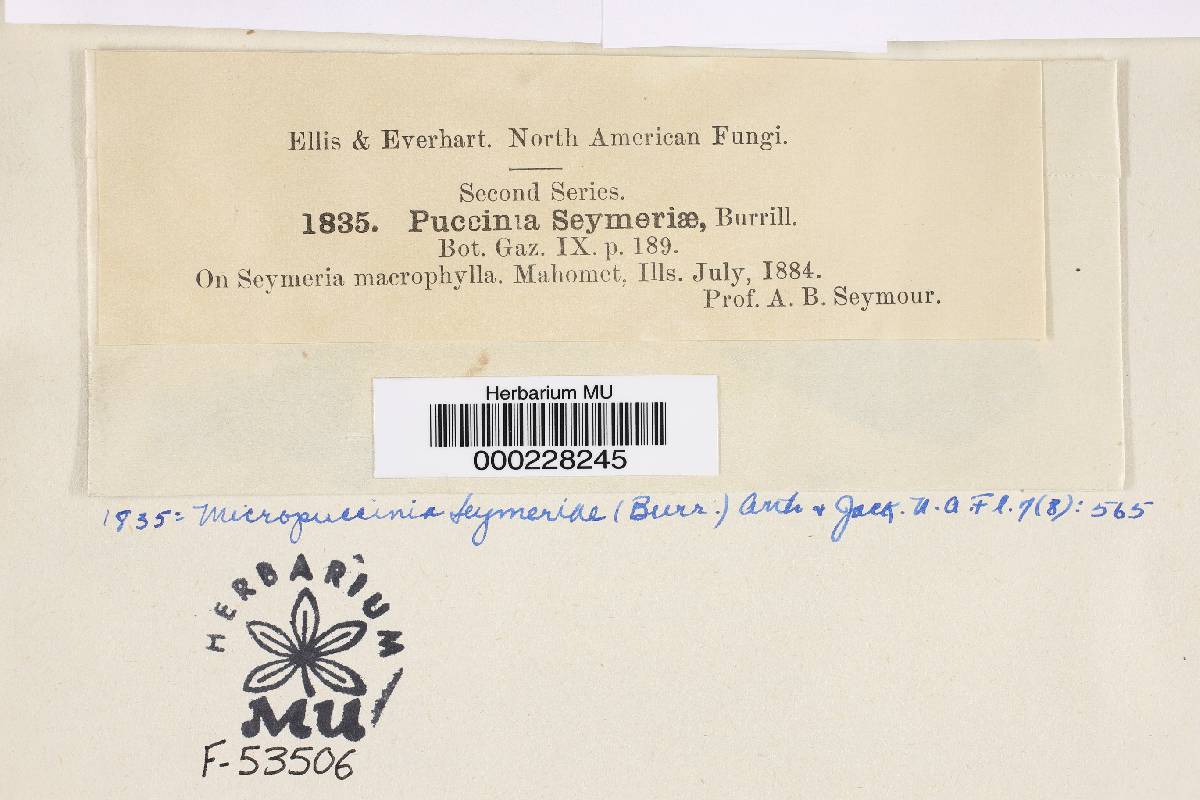 Ellis & Everhart. North American Fungi.
Second Series.
1835. Puccinia Seymeriæ, Burrill.
Bot. Gaz. IX. p. 189.
On Seymeria macrophylla. Mahomet, Ills. July, 1884.
Prof. A. B. Seymour.
Herbarium MU
000228245
1835 = Micropuccinia Seymeriae (Burr.) Arth & Jack. N.A.Fl. 7(8): 565
HERBARIUM
MU
F-53506